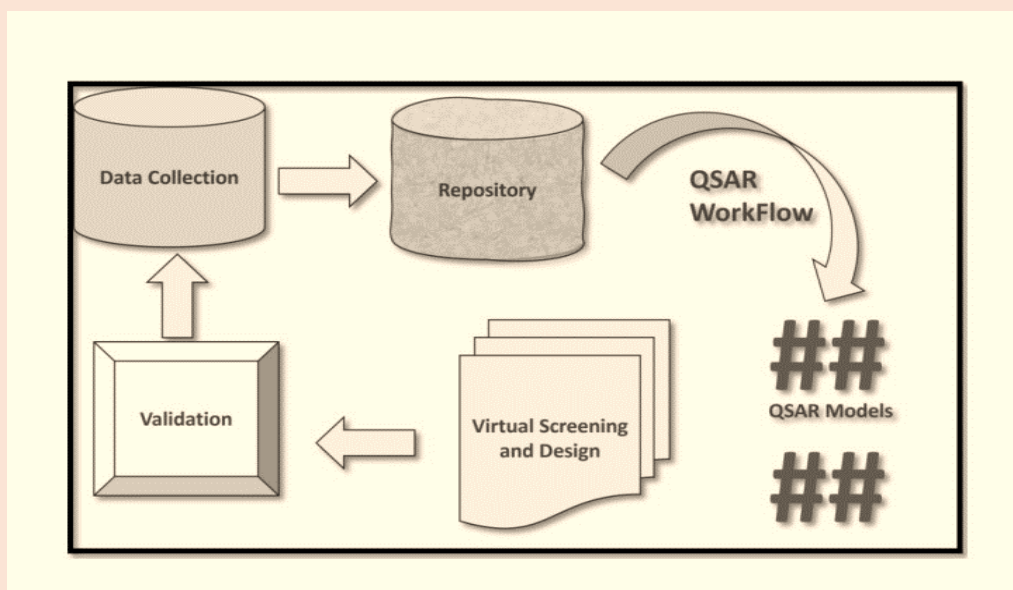 Data Collection
Repository
QSAR
WorkFlow
##
QSAR Models
##
Virtual Screening
and Design
Validation